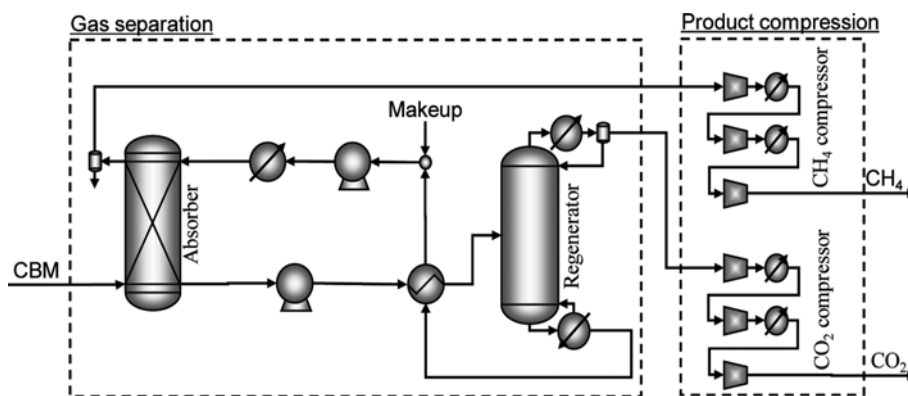 Gas separation
Product compression
Makeup
Absorber
Regenerator
CBM
CH₄ compressor
CH₄
CO₂ compressor
CO₂